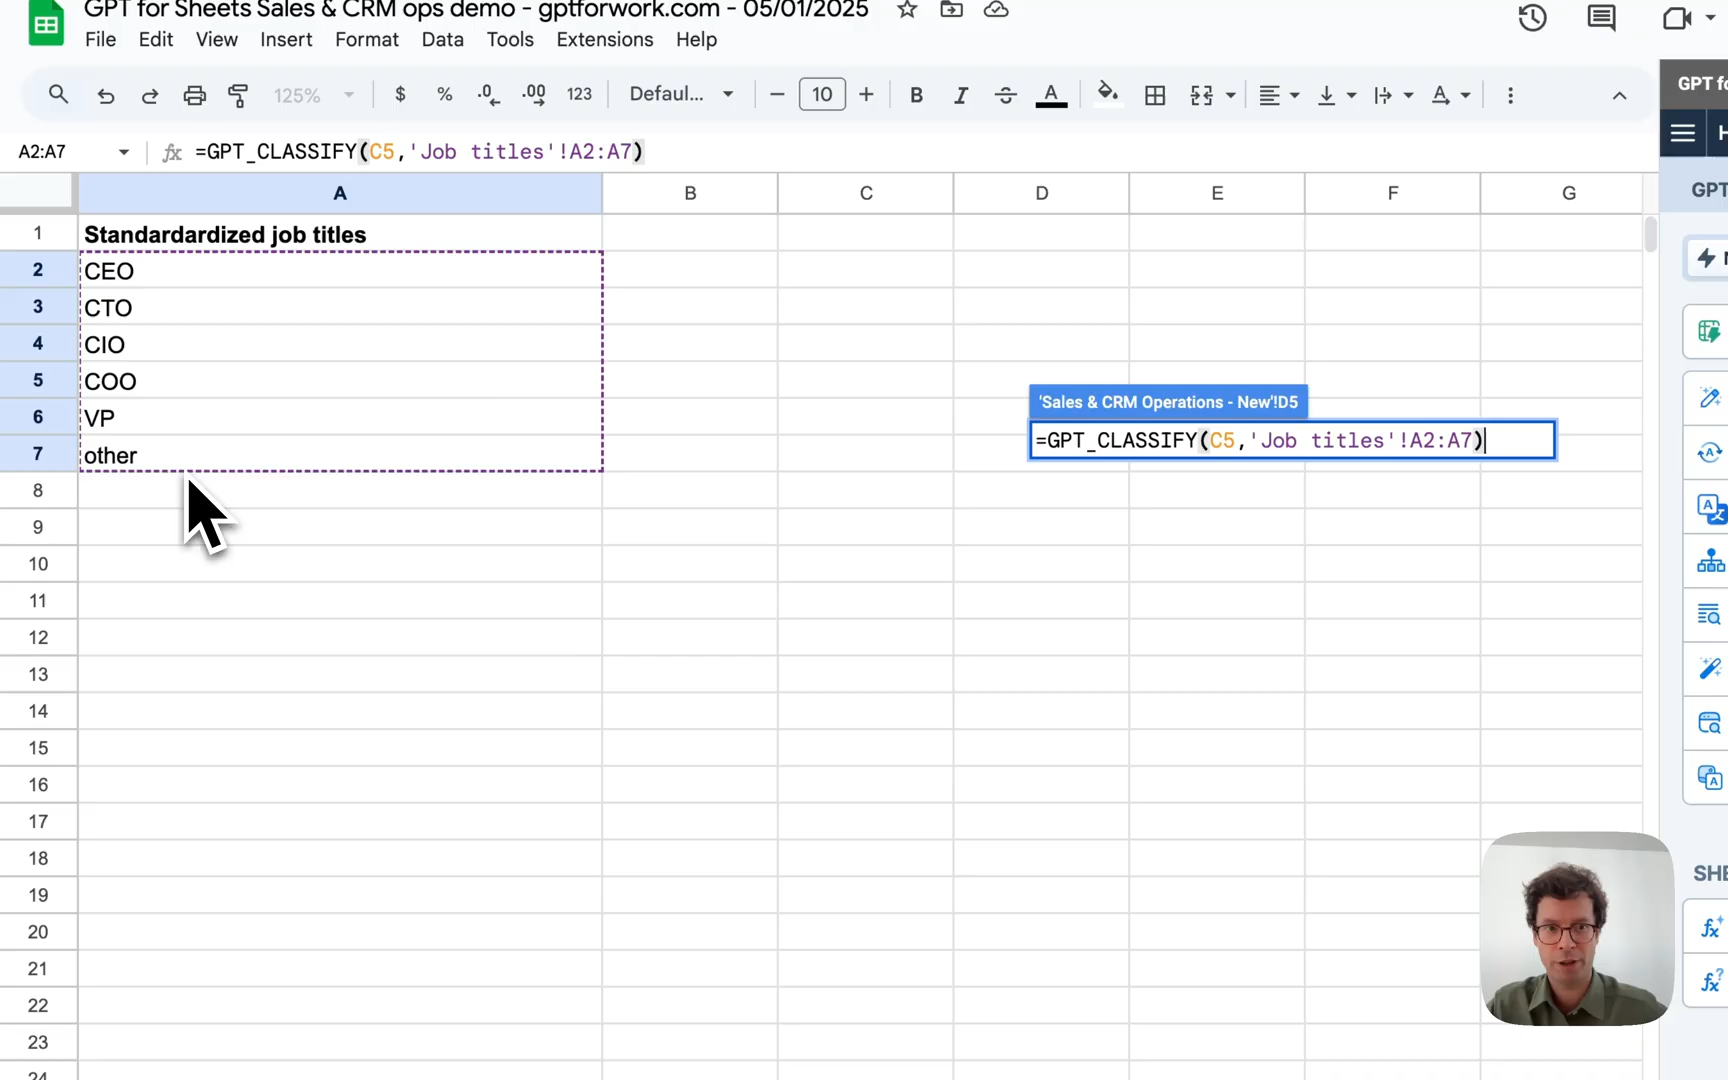 GPT for Sheets Sales & CRM ops demo - gptforwork.com - 05/01/2025
File Edit View Insert Format Data Tools Extensions Help
125% $ % .0 .00 123 Defaul... − 10 + B I A A
GPT fo
A2:A7 fx =GPT_CLASSIFY(C5,'Job titles'!A2:A7)
A B C D E F G
GPT
1 Standardardized job titles
2 CEO
3 CTO
4 CIO
5 COO
'Sales & CRM Operations - New'!D5
6 VP
=GPT_CLASSIFY(C5,'Job titles'!A2:A7)
7 other
8
9
10
11
12
13
14
15
16
17
18
SHE
19
20
21
22
23
24